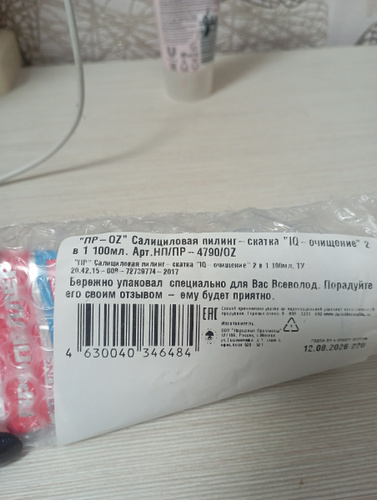 "ПР-OZ" Салициловая пилинг-скатка "IQ-очищение" 2
в 1 100мл. Арт.НП/ПР-4790/OZ
"ПР" Салициловая пилинг-скатка "IQ-очищение" 2 в 1 100мл, ТУ
20.42.15-008-72739774-2017
Бережно упаковал специально для Вас Всеволод. Порадуйте
его своим отзывом - ему будет приятно.
EAC
Изготовитель:
4 630040 346484
12.08.2026